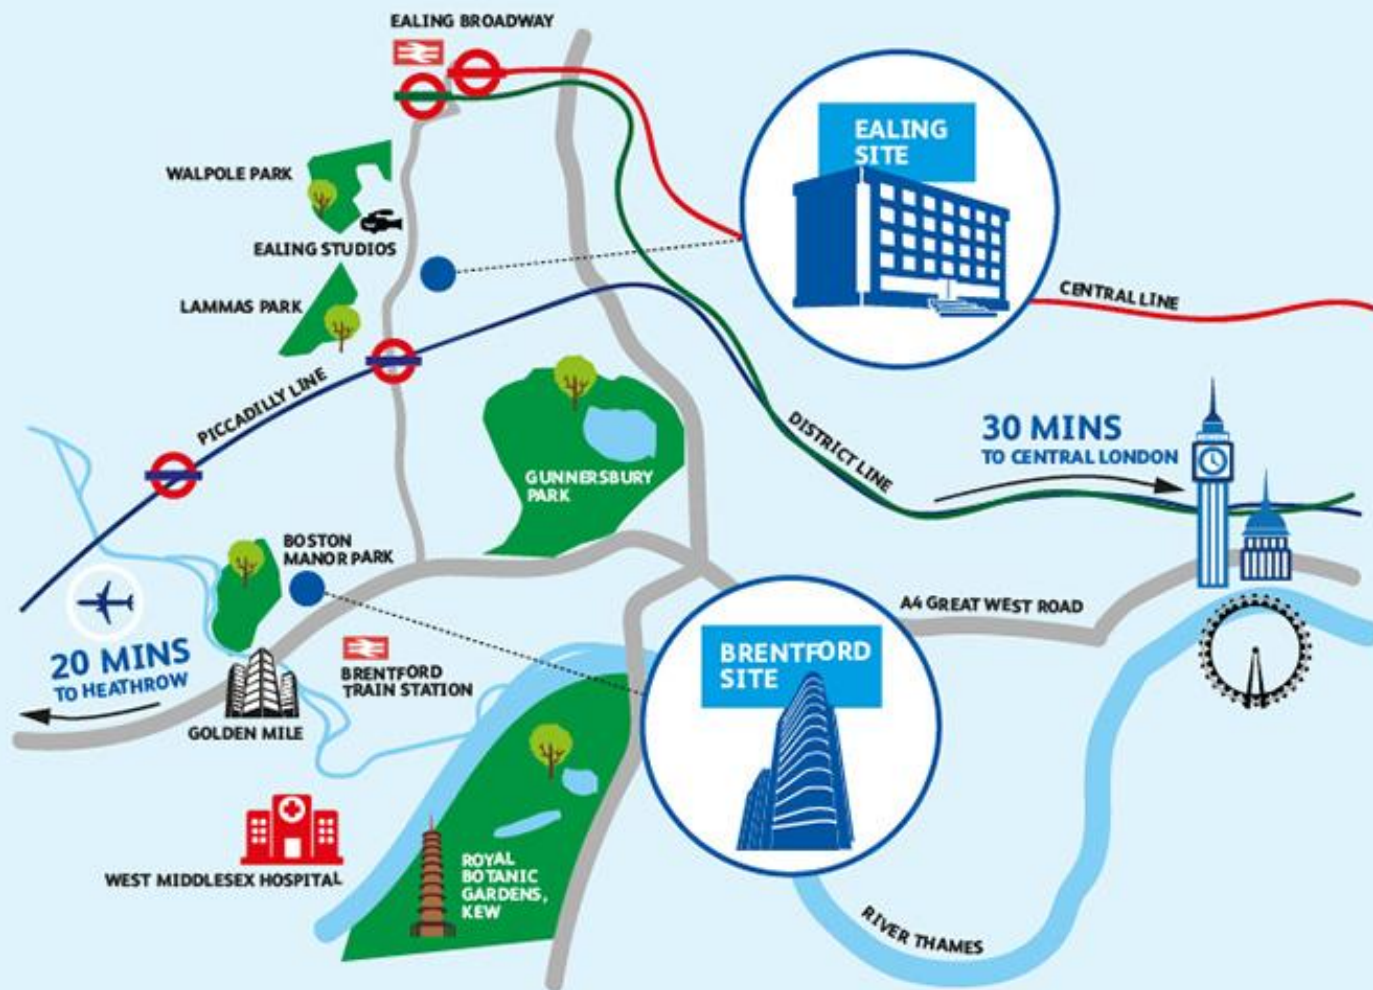 EALING BROADWAY
EALING
SITE
WALPOLE PARK
EALING STUDIOS
LAMMAS PARK
CENTRAL LINE
PICCADILLY LINE
DISTRICT LINE
30 MINS
TO CENTRAL LONDON
GUNNERSBURY
PARK
BOSTON
MANOR PARK
A4 GREAT WEST ROAD
20 MINS
TO HEATHROW
BRENTFORD
TRAIN STATION
BRENTFORD
SITE
GOLDEN MILE
WEST MIDDLESEX HOSPITAL
ROYAL
BOTANIC
GARDENS,
KEW
RIVER THAMES